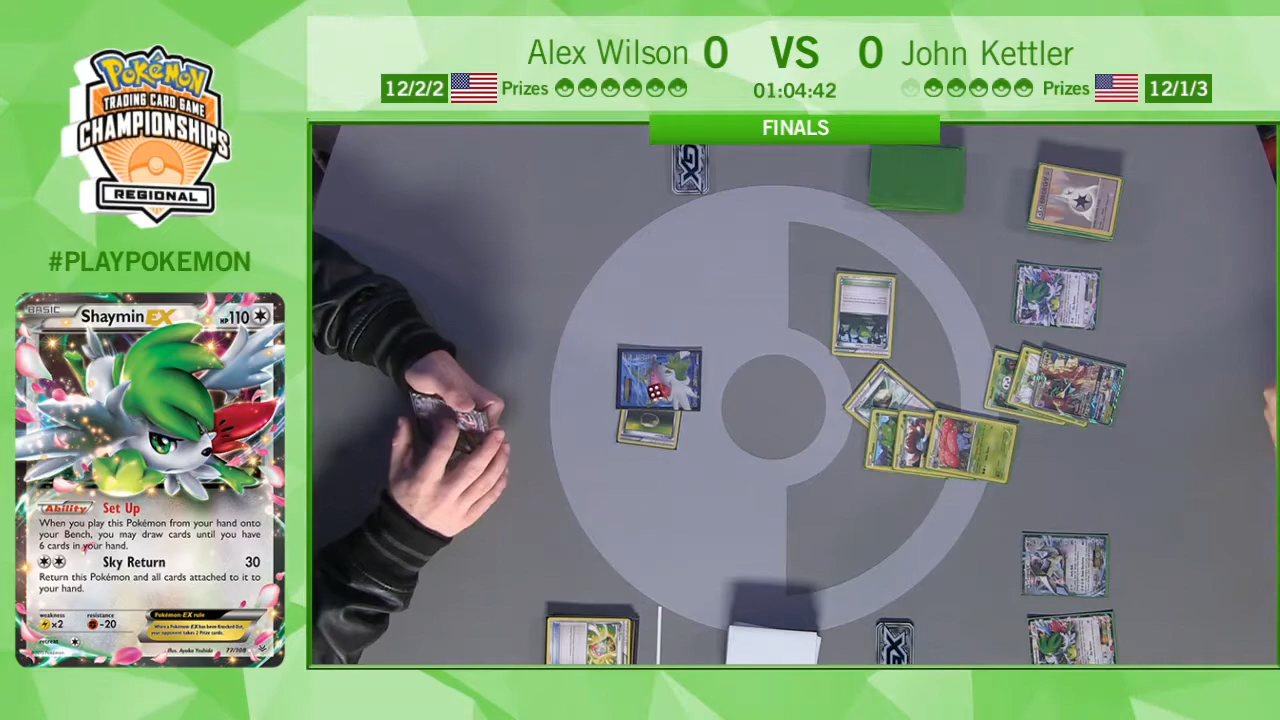 Pokémon
TRADING CARD GAME
CHAMPIONSHIPS
REGIONAL
#PLAYPOKEMON
Alex Wilson 0 VS 0 John Kettler
12/2/2 Prizes 01:04:42 Prizes 12/1/3
FINALS
GX
GX
BASIC Shaymin EX HP110
Ability Set Up
When you play this Pokémon from your hand onto
your Bench, you may draw cards until you have
6 cards in your hand.
Sky Return 30
Return this Pokémon and all cards attached to it to
your hand.
weakness resistance Pokémon-EX rule
x2 -20 When a Pokémon-EX has been Knocked Out,
your opponent takes 2 Prize cards.
retreat
Illus. Ayaka Yoshida 77/108